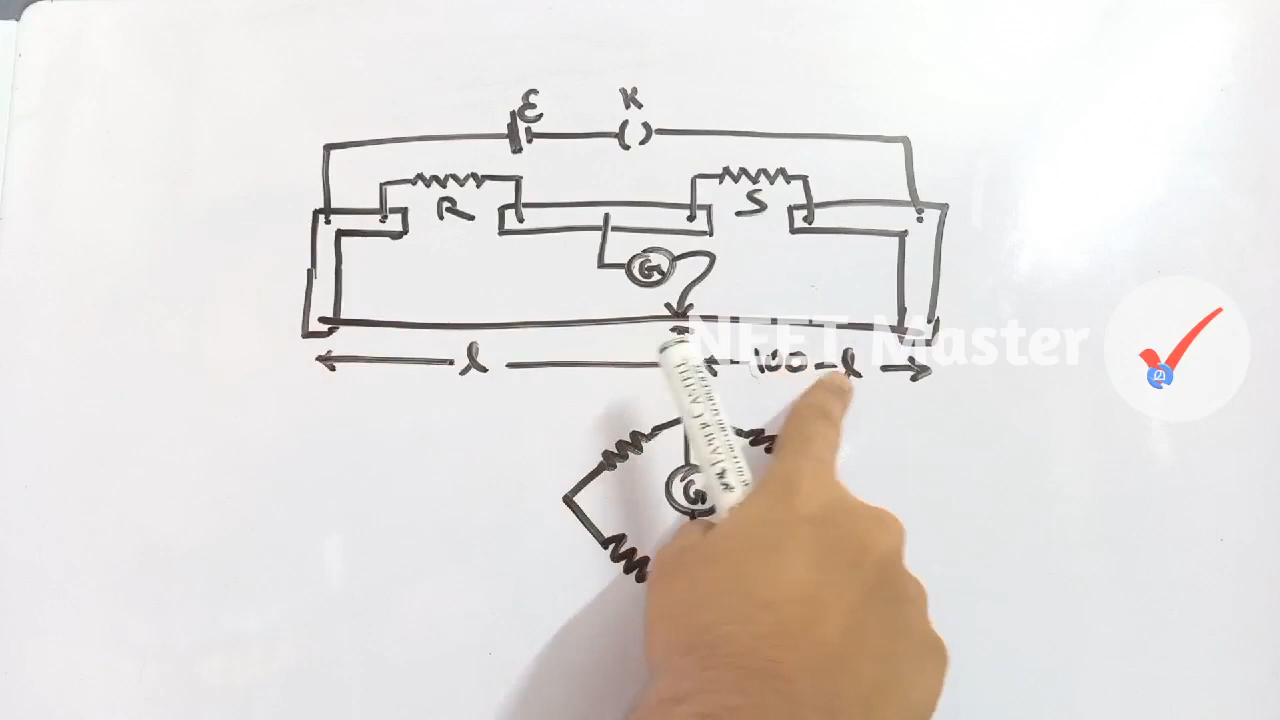 ε K
R S
G
NEET Master
l 100-l
G